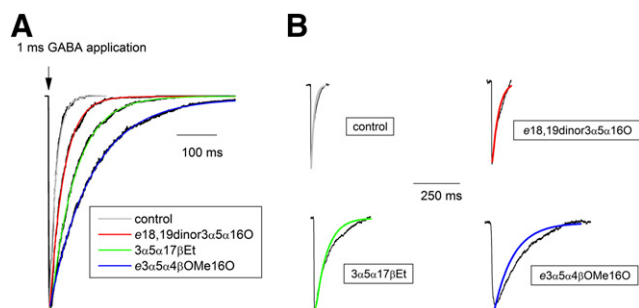 A
1 ms GABA application
100 ms
control
e18,19dinor3α5α16O
3α5α17βEt
e3α5α4βOMe16O
B
control
e18,19dinor3α5α16O
250 ms
3α5α17βEt
e3α5α4βOMe16O